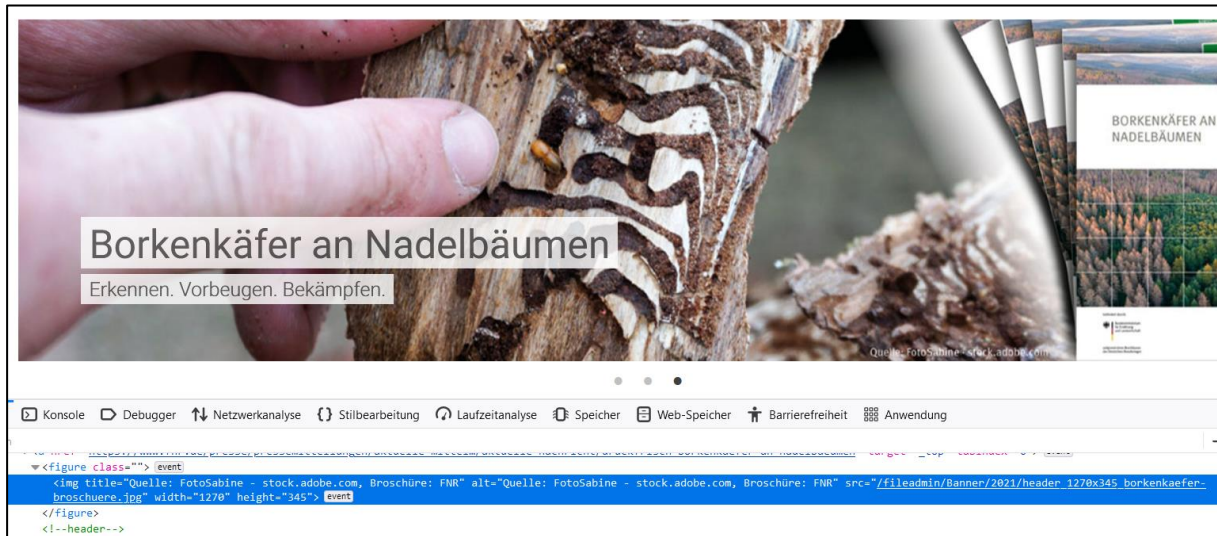 BORKENKÄFER AN
NADELBÄUMEN
Borkenkäfer an Nadelbäumen
Erkennen. Vorbeugen. Bekämpfen.
Quelle: FotoSabine - stock.adobe.com
Konsole Debugger Netzwerkanalyse {} Stilbearbeitung Laufzeitanalyse Speicher Web-Speicher Barrierefreiheit Anwendung
<figure class=""> event
<img title="Quelle: FotoSabine - stock.adobe.com, Broschüre: FNR" alt="Quelle: FotoSabine - stock.adobe.com, Broschüre: FNR" src="/fileadmin/Banner/2021/header_1270x345_borkenkaefer-
broschuere.jpg" width="1270" height="345"> event
</figure>
<!--header-->